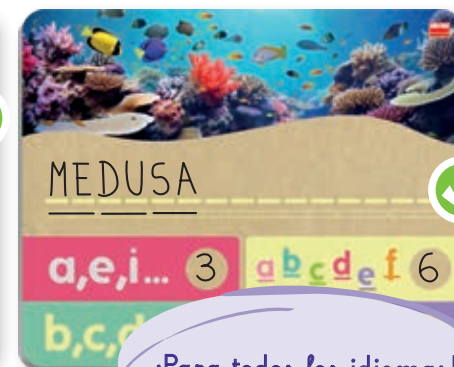 MEDUSA
a,e,i... 3
a b c d e f 6
b,c,d
¡Para todos los idiomas!